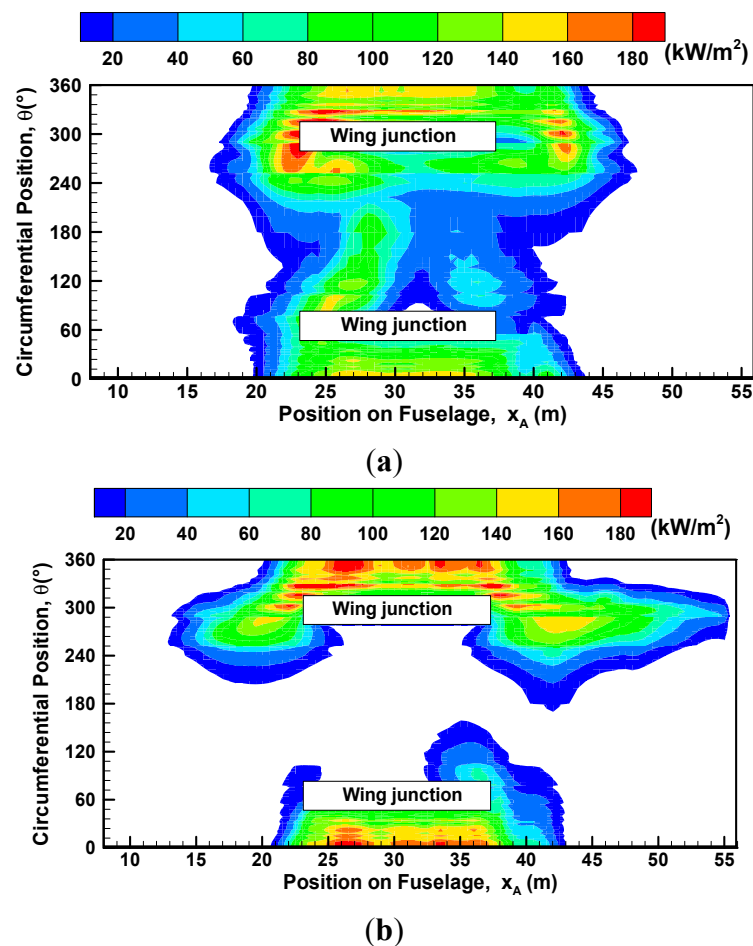 20 40 60 80 100 120 140 160 180 (kW/m²)
360
300
240
180
120
60
0
Circumferential Position, θ(°)
Wing junction
Wing junction
10 15 20 25 30 35 40 45 50 55
Position on Fuselage, x_A (m)
(a)
20 40 60 80 100 120 140 160 180 (kW/m²)
360
300
240
180
120
60
0
Circumferential Position, θ(°)
Wing junction
Wing junction
10 15 20 25 30 35 40 45 50 55
Position on Fuselage, x_A (m)
(b)